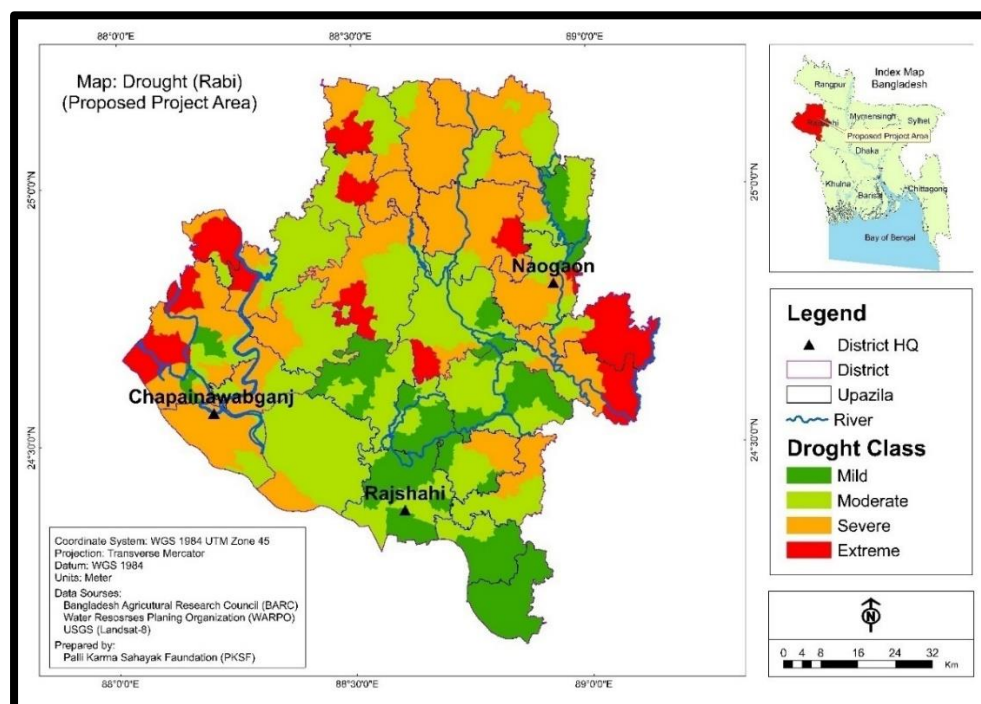 88°0'0"E
88°30'0"E
89°0'0"E
Map: Drought (Rabi)
(Proposed Project Area)
25°0'0"N
24°30'0"N
Naogaon
Chapainawabganj
Rajshahi
Coordinate System: WGS 1984 UTM Zone 45
Projection: Transverse Mercator
Datum: WGS 1984
Units: Meter
Data Sourses:
Bangladesh Agricutural Research Council (BARC)
Water Resosrses Planing Organization (WARPO)
USGS (Landsat-8)
Prepared by:
Palli Karma Sahayak Foundation (PKSF)
88°0'0"E
88°30'0"E
89°0'0"E
Index Map
Bangladesh
Rangpur
Mymensingh
Sylhet
Proposed Project Area
Dhaka
Khulna
Barisal
Chittagong
Bay of Bengal
25°0'0"N
24°30'0"N
Legend
District HQ
District
Upazila
River
Droght Class
Mild
Moderate
Severe
Extreme
N
0 4 8 16 24 32
Km